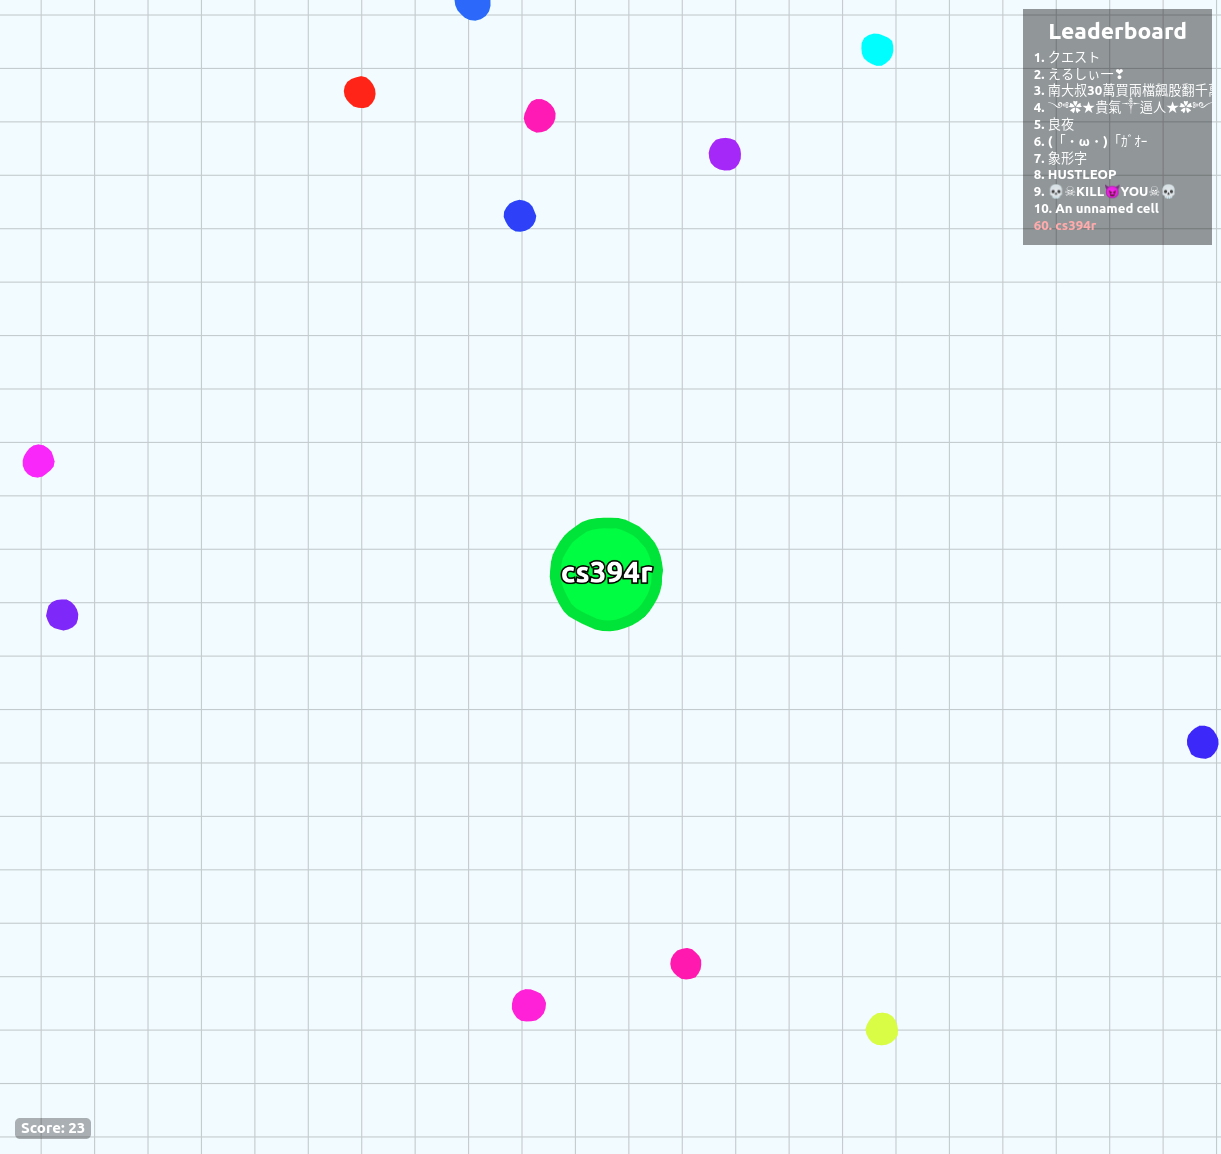 Leaderboard
1. クエスト
2. えるしぃー❣
3. 南大叔30萬買兩檔飆股翻千萬
4. ༺✽★貴氣╰╮逼人★✽༻
5. 良夜
6. (「・ω・)「ｶﾞｵｰ
7. 象形字
8. HUSTLEOP
9. 💀☠KILL😈YOU☠💀
10. An unnamed cell
60. cs394r
cs394r
Score: 23